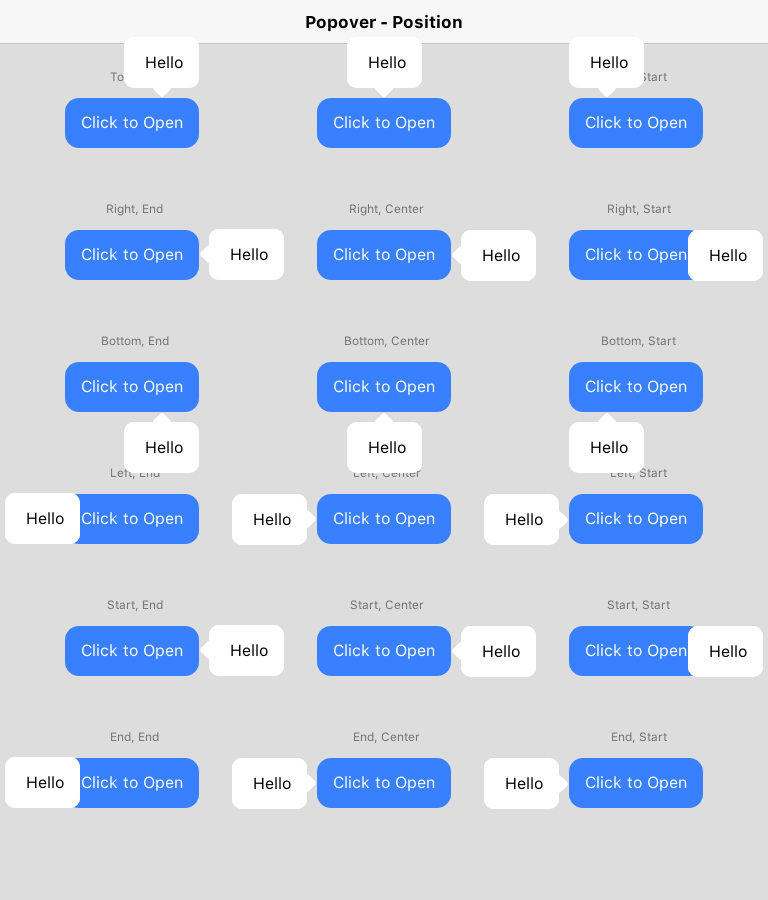 Popover - Position
Hello Hello Hello
Start
Click to Open Click to Open Click to Open
Right, End Right, Center Right, Start
Click to Open Hello Click to Open Hello Click to Open Hello
Bottom, End Bottom, Center Bottom, Start
Click to Open Click to Open Click to Open
Hello Hello Hello
Left, End Left, Center Left, Start
Hello Click to Open Hello Click to Open Hello Click to Open
Start, End Start, Center Start, Start
Click to Open Hello Click to Open Hello Click to Open Hello
End, End End, Center End, Start
Hello Click to Open Hello Click to Open Hello Click to Open